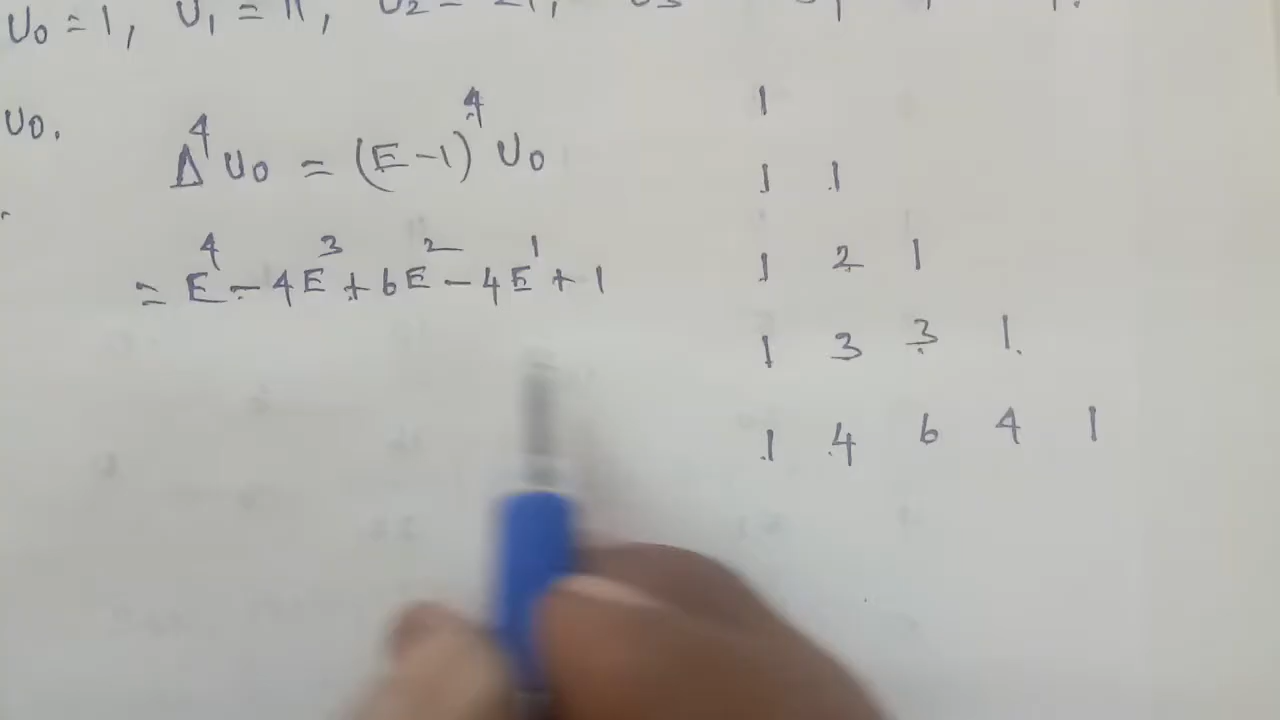 U₀ = 1, U₁ = 11, U₂ = 21, U₃
U₀.
Δ⁴ U₀ = (E - 1)⁴ U₀
= E⁴ - 4E³ + 6E² - 4E¹ + 1
1
1 1
1 2 1
1 3 3 1
1 4 6 4 1